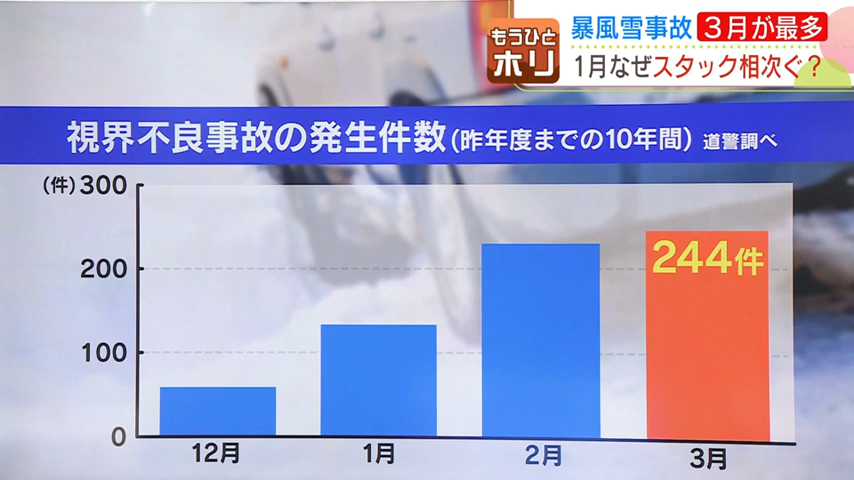 もうひと
ホリ
暴風雪事故 3月が最多
1月なぜスタック相次ぐ?
視界不良事故の発生件数(昨年度までの10年間) 道警調べ
(件)
300
200
100
0
244件
12月 1月 2月 3月